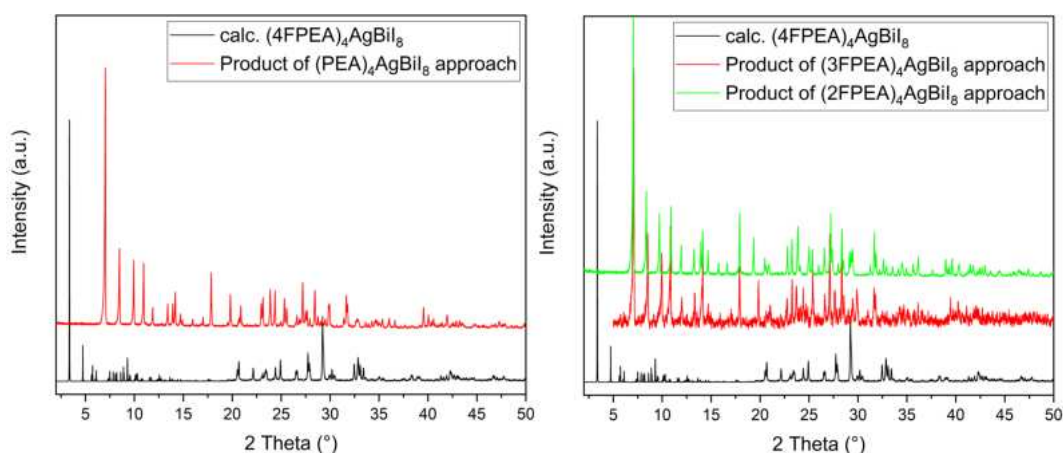 calc. (4FPEA)₄AgBiI₈
Product of (PEA)₄AgBiI₈ approach
Intensity (a.u.)
5 10 15 20 25 30 35 40 45 50
2 Theta (°)
calc. (4FPEA)₄AgBiI₈
Product of (3FPEA)₄AgBiI₈ approach
Product of (2FPEA)₄AgBiI₈ approach
Intensity (a.u.)
5 10 15 20 25 30 35 40 45 50
2 Theta (°)